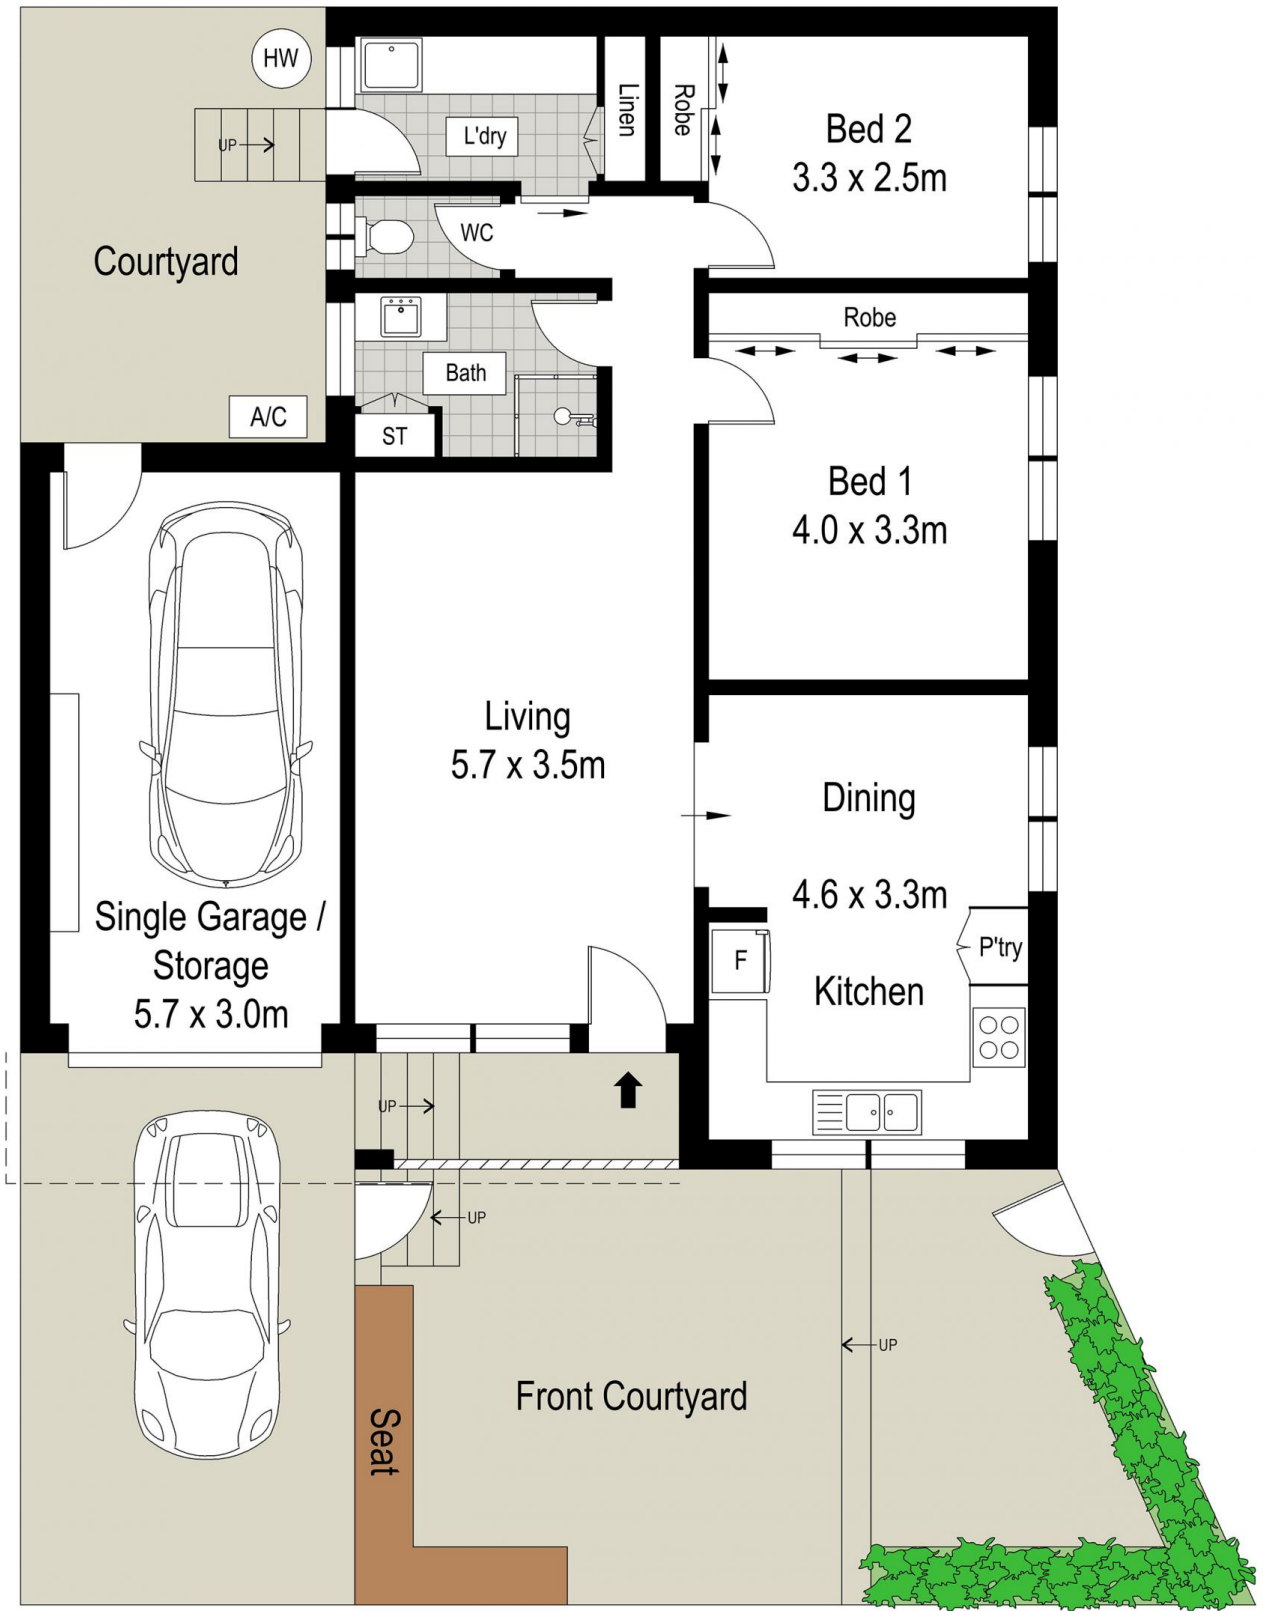 HW
UP
L'dry
Linen
Robe
Bed 2
3.3 x 2.5m
WC
Courtyard
Robe
Bath
A/C
ST
Bed 1
4.0 x 3.3m
Living
5.7 x 3.5m
Dining
4.6 x 3.3m
Single Garage /
Storage
5.7 x 3.0m
F
P'try
Kitchen
UP
UP
UP
Front Courtyard
Seat